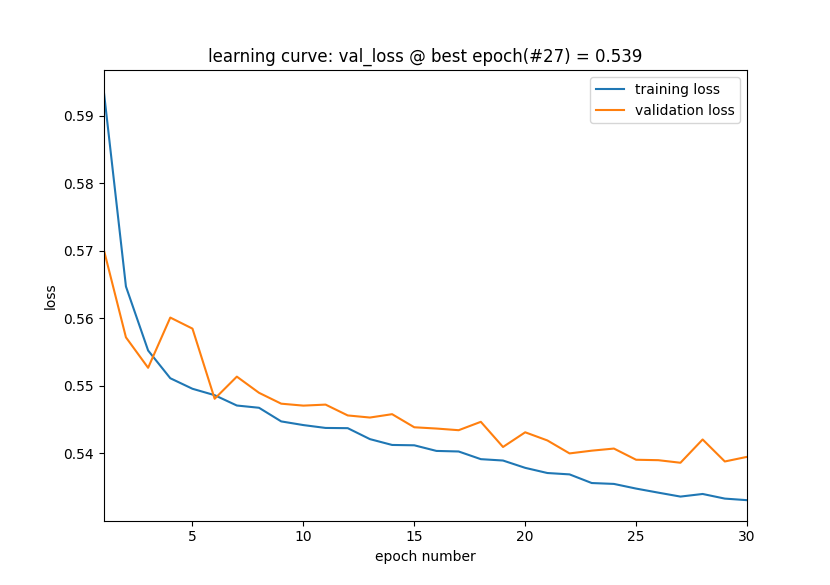 learning curve: val_loss @ best epoch(#27) = 0.539
training loss
validation loss
0.59
0.58
0.57
0.56
0.55
0.54
loss
5 10 15 20 25 30
epoch number